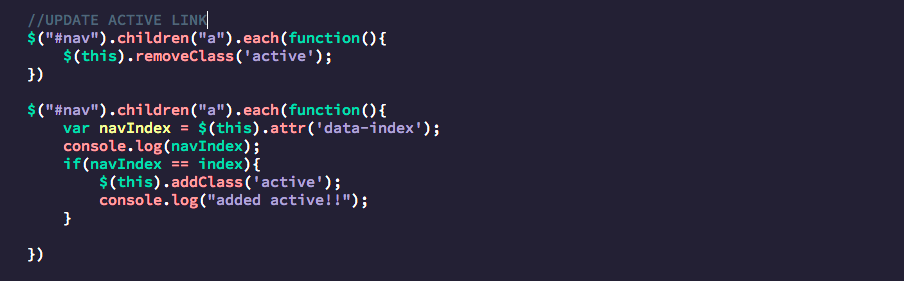 //UPDATE ACTIVE LINK
$("#nav").children("a").each(function(){
    $(this).removeClass('active');
})

$("#nav").children("a").each(function(){
    var navIndex = $(this).attr('data-index');
    console.log(navIndex);
    if(navIndex == index){
        $(this).addClass('active');
        console.log("added active!!");
    }

})